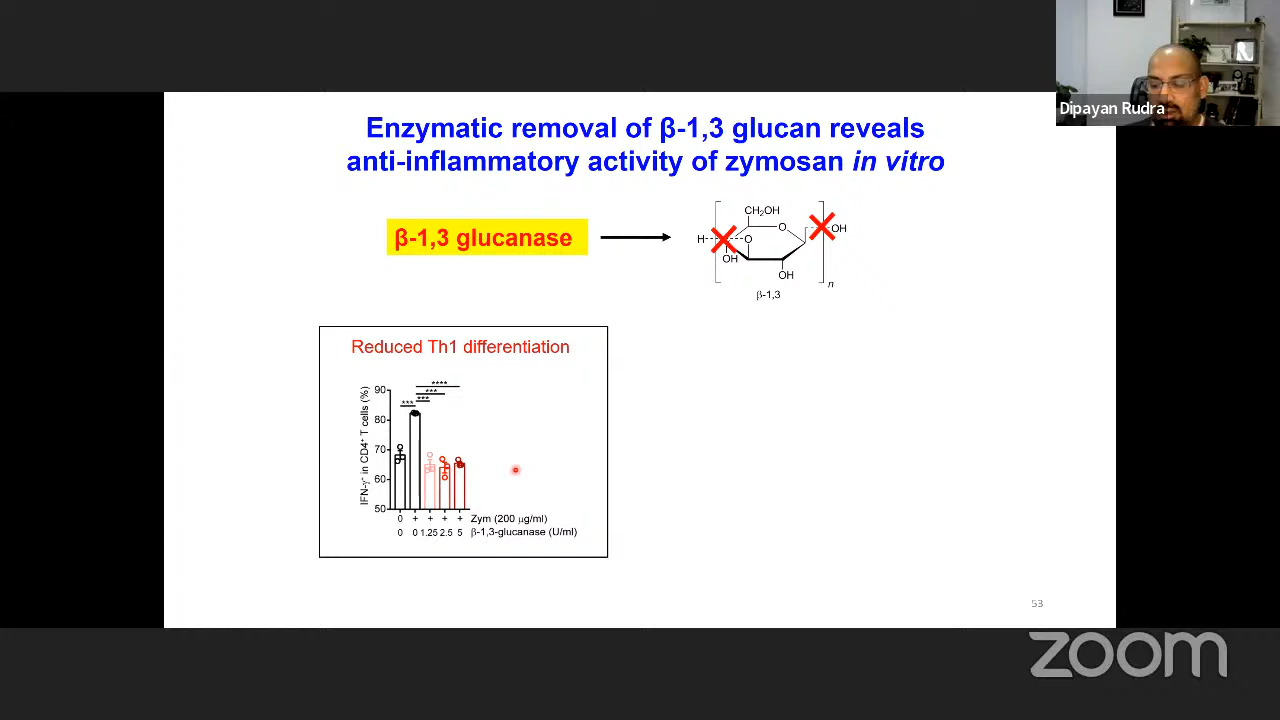 Dipayan Rudra
Enzymatic removal of β-1,3 glucan reveals
anti-inflammatory activity of zymosan in vitro
β-1,3 glucanase
CH2OH
O
H
O
OH
OH
OH
n
β-1,3
Reduced Th1 differentiation
IFN-γ+ in CD4+ T cells (%)
90
80
70
60
50
****
***
***
***
0 + + + + Zym (200 μg/ml)
0 0 1.25 2.5 5 β-1,3-glucanase (U/ml)
53
zoom